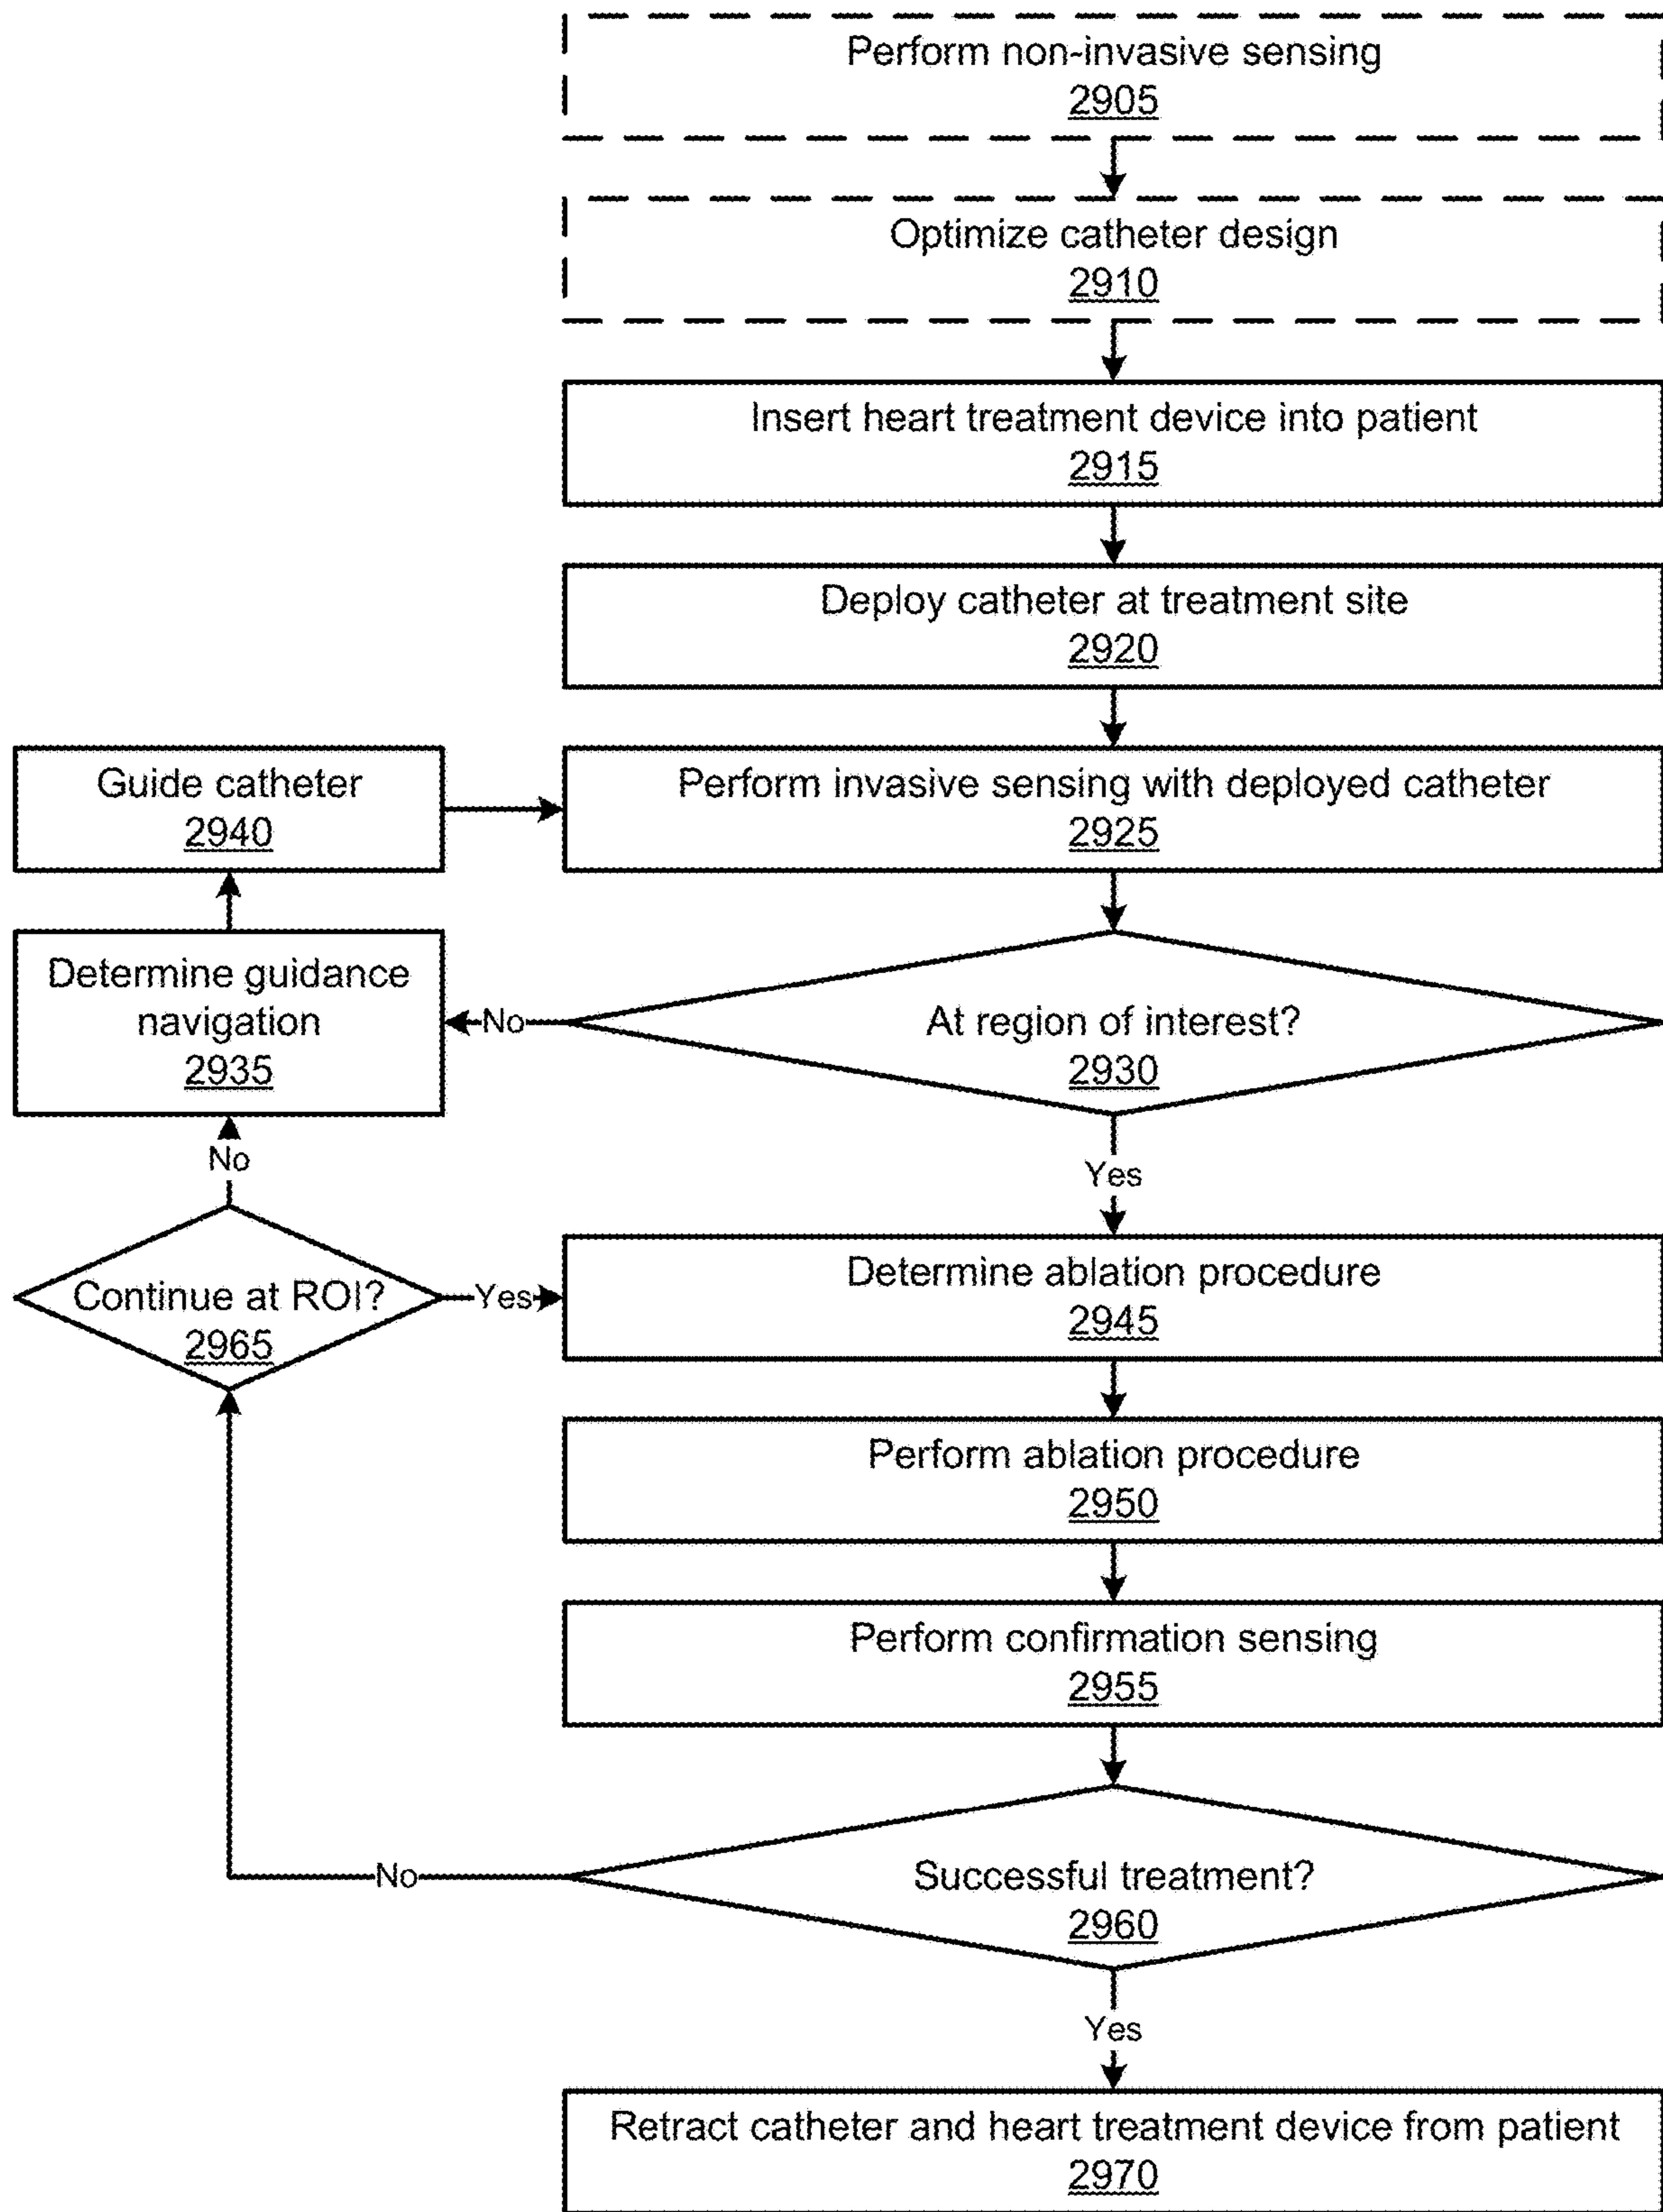 Perform non-invasive sensing
2905
Optimize catheter design
2910
Insert heart treatment device into patient
2915
Deploy catheter at treatment site
2920
Guide catheter
2940
Perform invasive sensing with deployed catheter
2925
Determine guidance
navigation
2935
No
At region of interest?
2930
No
Yes
Continue at ROI?
2965
Yes
Determine ablation procedure
2945
Perform ablation procedure
2950
Perform confirmation sensing
2955
No
Successful treatment?
2960
Yes
Retract catheter and heart treatment device from patient
2970